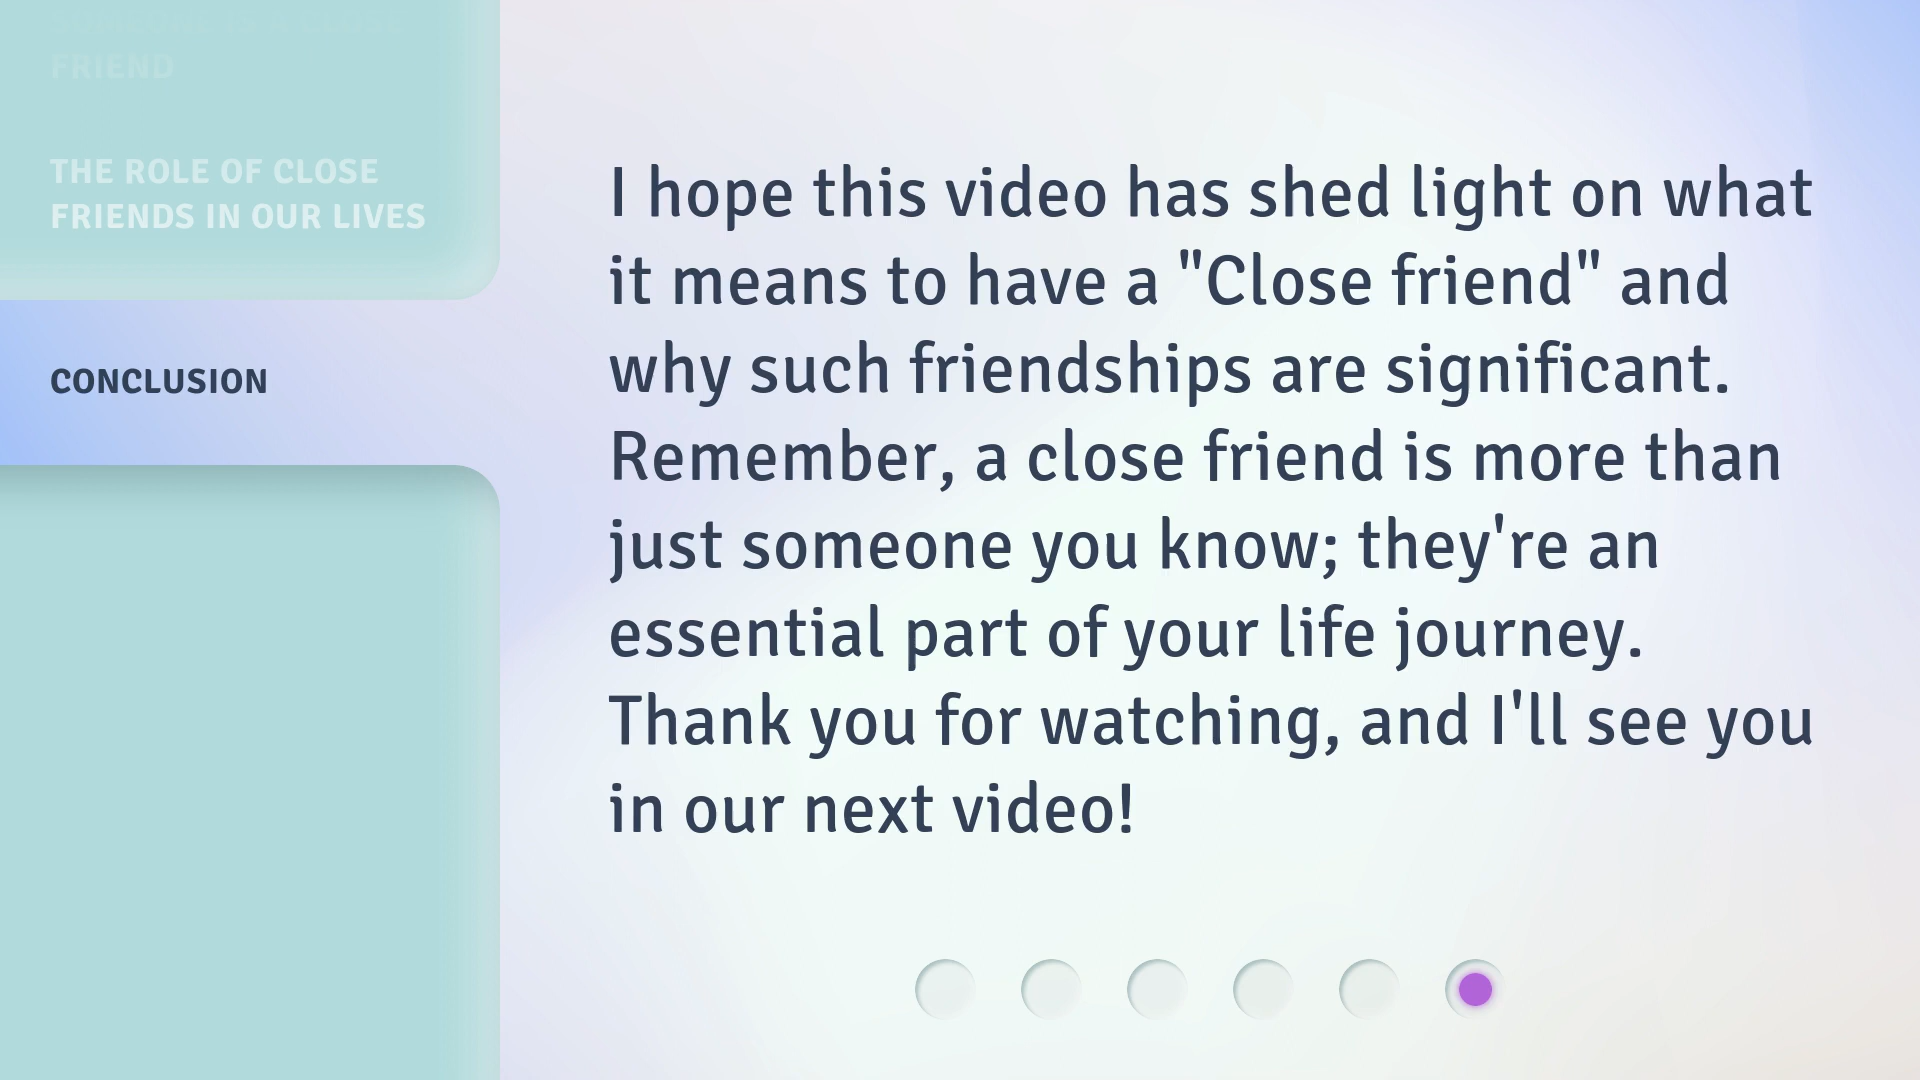 SOMEONE IS A CLOSE
FRIEND
THE ROLE OF CLOSE
FRIENDS IN OUR LIVES
CONCLUSION
I hope this video has shed light on what
it means to have a "Close friend" and
why such friendships are significant.
Remember, a close friend is more than
just someone you know; they're an
essential part of your life journey.
Thank you for watching, and I'll see you
in our next video!